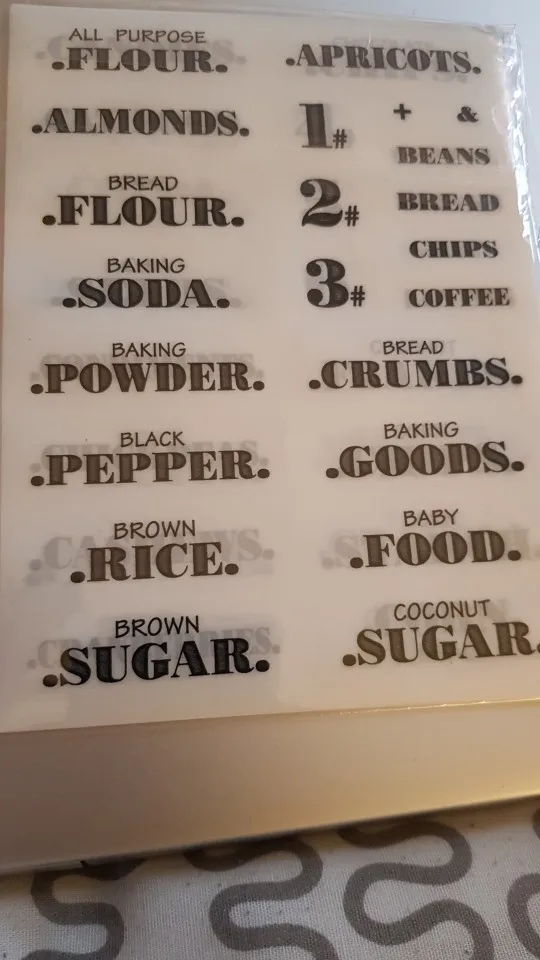 ALL PURPOSE
.FLOUR.
.ALMONDS.
BREAD
.FLOUR.
BAKING
.SODA.
BAKING
.POWDER.
BLACK
.PEPPER.
BROWN
.RICE.
BROWN
.SUGAR.
.APRICOTS.
1#
2#
3#
+ &
BEANS
BREAD
CHIPS
COFFEE
BREAD
.CRUMBS.
BAKING
.GOODS.
BABY
.FOOD.
COCONUT
.SUGAR.